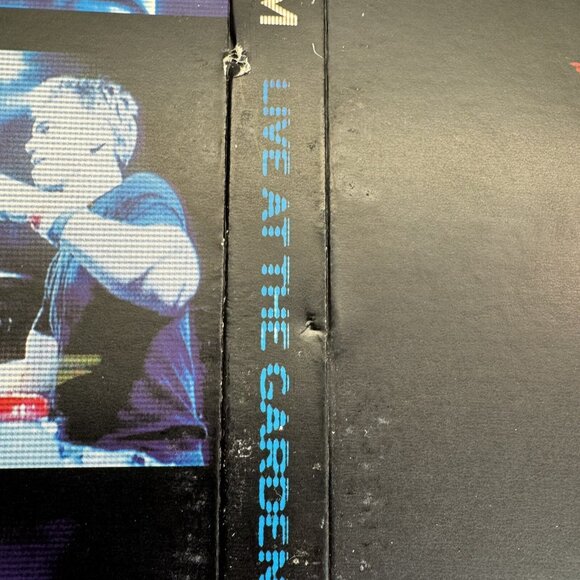 M LIVE AT THE GARDEN